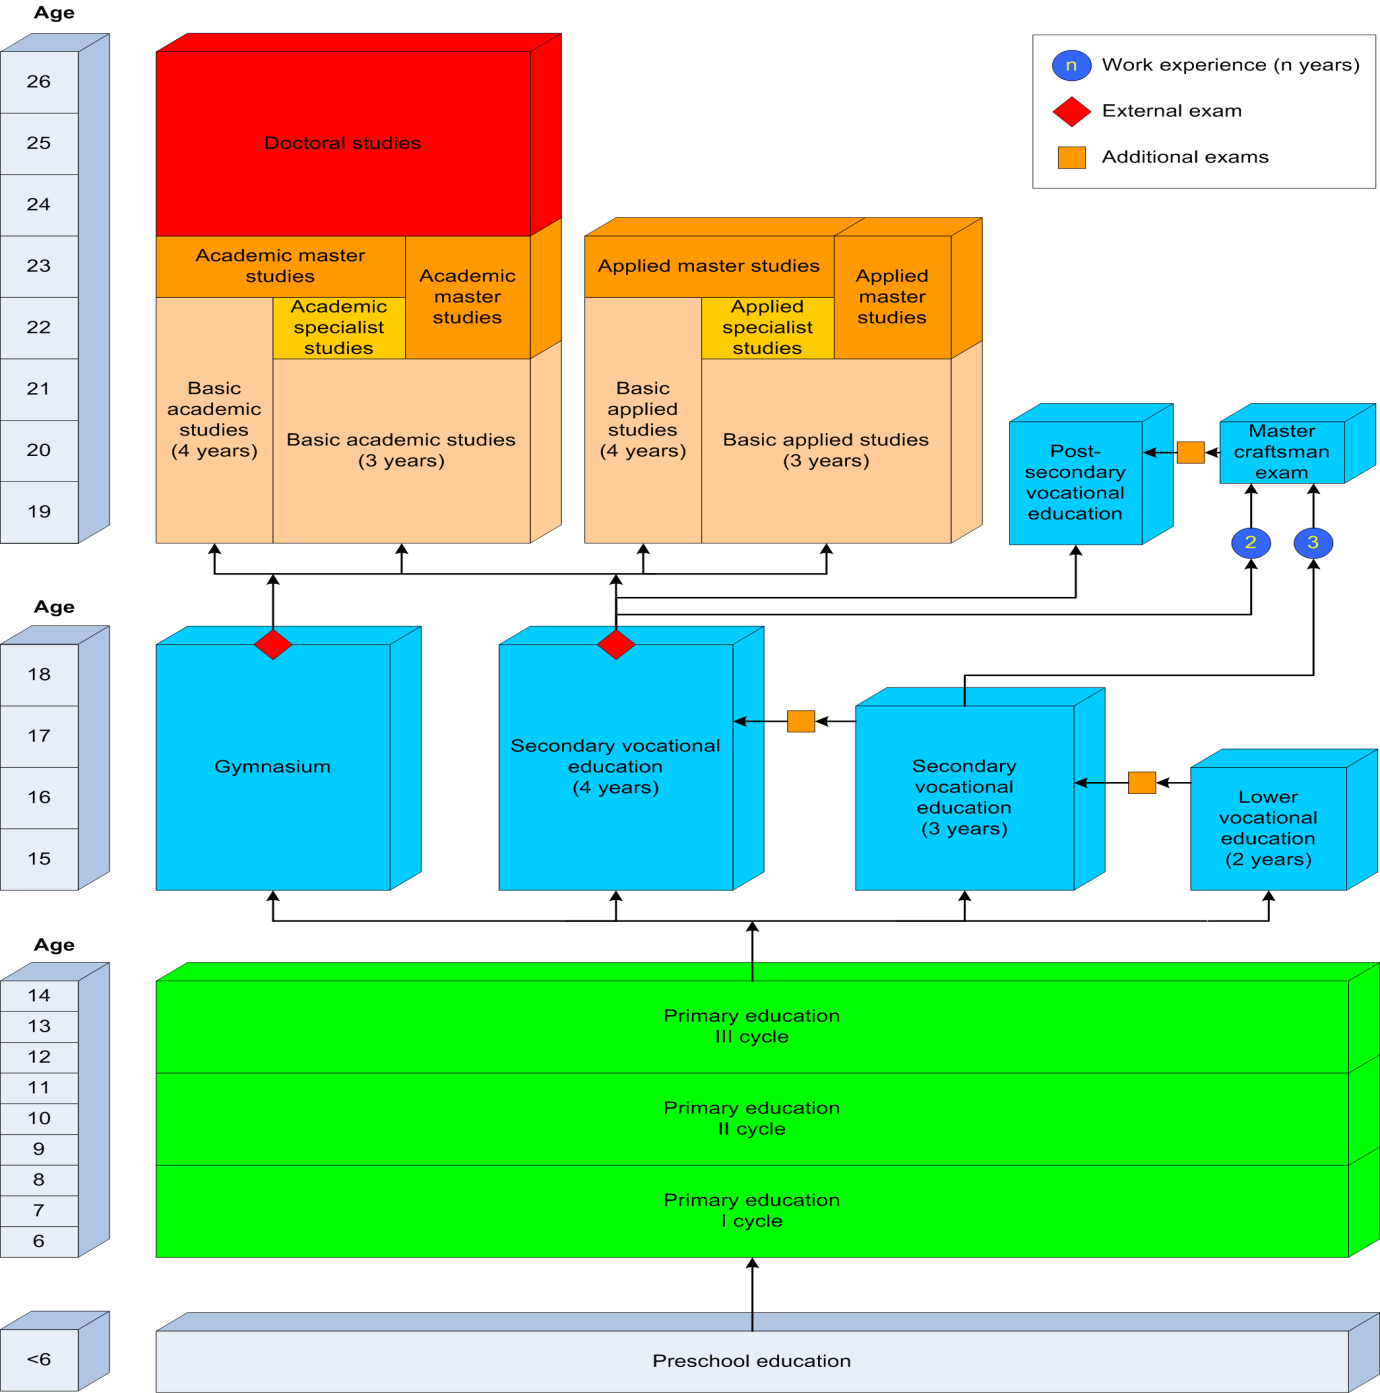 Age
26
25
24
23
22
21
20
19
Doctoral studies
Academic master
studies
Academic
master
studies
Academic
specialist
studies
Basic
academic
studies
(4 years)
Basic academic studies
(3 years)
Applied master studies
Applied
master
studies
Applied
specialist
studies
Basic
applied
studies
(4 years)
Basic applied studies
(3 years)
n
Work experience (n years)
External exam
Additional exams
Post-
secondary
vocational
education
Master
craftsman
exam
2
3
Age
18
17
16
15
Gymnasium
Secondary vocational
education
(4 years)
Secondary
vocational
education
(3 years)
Lower
vocational
education
(2 years)
Age
14
13
12
11
10
9
8
7
6
Primary education
III cycle
Primary education
II cycle
Primary education
I cycle
<6
Preschool education